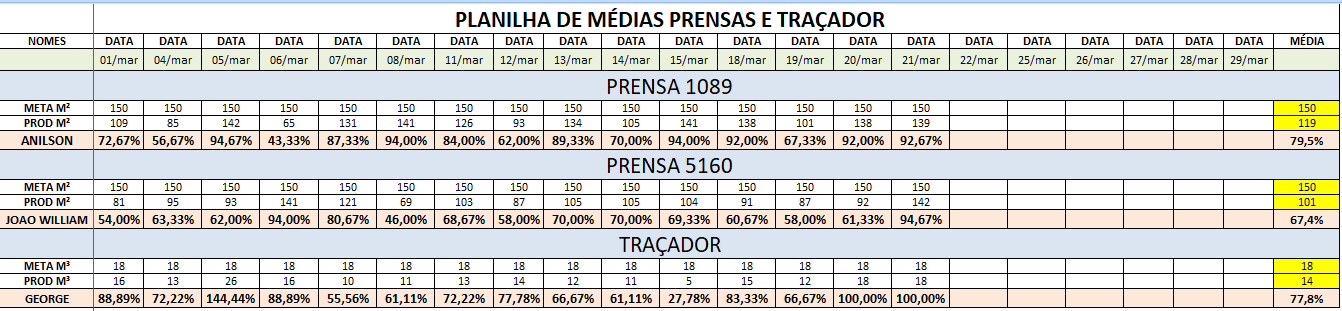 PLANILHA DE MÉDIAS PRENSAS E TRAÇADOR
NOMES DATA DATA DATA DATA DATA DATA DATA DATA DATA DATA DATA DATA DATA DATA DATA DATA DATA DATA DATA DATA DATA MÉDIA
01/mar 04/mar 05/mar 06/mar 07/mar 08/mar 11/mar 12/mar 13/mar 14/mar 15/mar 18/mar 19/mar 20/mar 21/mar 22/mar 25/mar 26/mar 27/mar 28/mar 29/mar
PRENSA 1089
META M² 150 150 150 150 150 150 150 150 150 150 150 150 150 150 150 150
PROD M² 109 85 142 65 131 141 126 93 134 105 141 138 101 138 139 119
ANILSON 72,67% 56,67% 94,67% 43,33% 87,33% 94,00% 84,00% 62,00% 89,33% 70,00% 94,00% 92,00% 67,33% 92,00% 92,67% 79,5%
PRENSA 5160
META M² 150 150 150 150 150 150 150 150 150 150 150 150 150 150 150 150
PROD M² 81 95 93 141 121 69 103 87 105 105 104 91 87 92 142 101
JOAO WILLIAM 54,00% 63,33% 62,00% 94,00% 80,67% 46,00% 68,67% 58,00% 70,00% 70,00% 69,33% 60,67% 58,00% 61,33% 94,67% 67,4%
TRAÇADOR
META M³ 18 18 18 18 18 18 18 18 18 18 18 18 18 18 18 18
PROD M³ 16 13 26 16 10 11 13 14 12 11 5 15 12 18 18 14
GEORGE 88,89% 72,22% 144,44% 88,89% 55,56% 61,11% 72,22% 77,78% 66,67% 61,11% 27,78% 83,33% 66,67% 100,00% 100,00% 77,8%